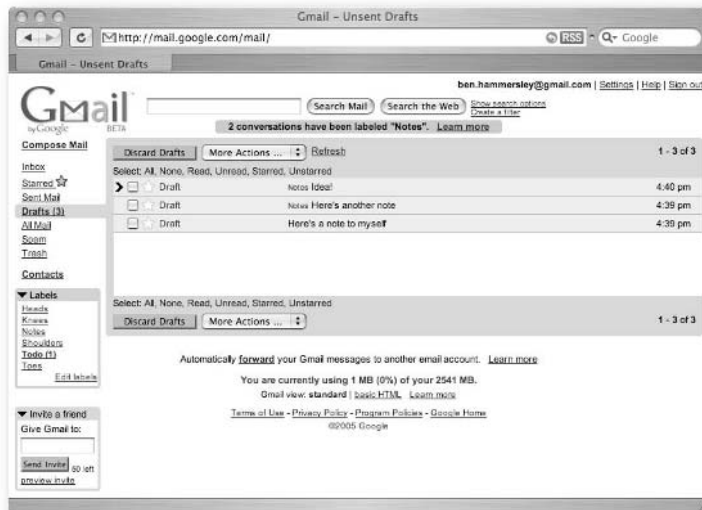 Gmail – Unsent Drafts
http://mail.google.com/mail/
RSS
Google
Gmail – Unsent Drafts
ben.hammersley@gmail.com | Settings | Help | Sign out
Gmail
by Google
BETA
Search Mail
Search the Web
Show search options
Create a filter
2 conversations have been labeled "Notes". Learn more
Compose Mail
Inbox
Starred
Sent Mail
Drafts (3)
All Mail
Spam
Trash
Contacts
Labels
Heads
Knees
Notes
Shoulders
Todo (1)
Toes
Edit labels
Invite a friend
Give Gmail to:
Send Invite 50 left
preview invite
Discard Drafts More Actions ... Refresh 1 - 3 of 3
Select: All, None, Read, Unread, Starred, Unstarred
Draft Notes Idea! 4:40 pm
Draft Notes Here's another note 4:39 pm
Draft Here's a note to myself 4:39 pm
Select: All, None, Read, Unread, Starred, Unstarred
Discard Drafts More Actions ... 1 - 3 of 3
Automatically forward your Gmail messages to another email account. Learn more
You are currently using 1 MB (0%) of your 2541 MB.
Gmail view: standard | basic HTML Learn more
Terms of Use - Privacy Policy - Program Policies - Google Home
©2005 Google